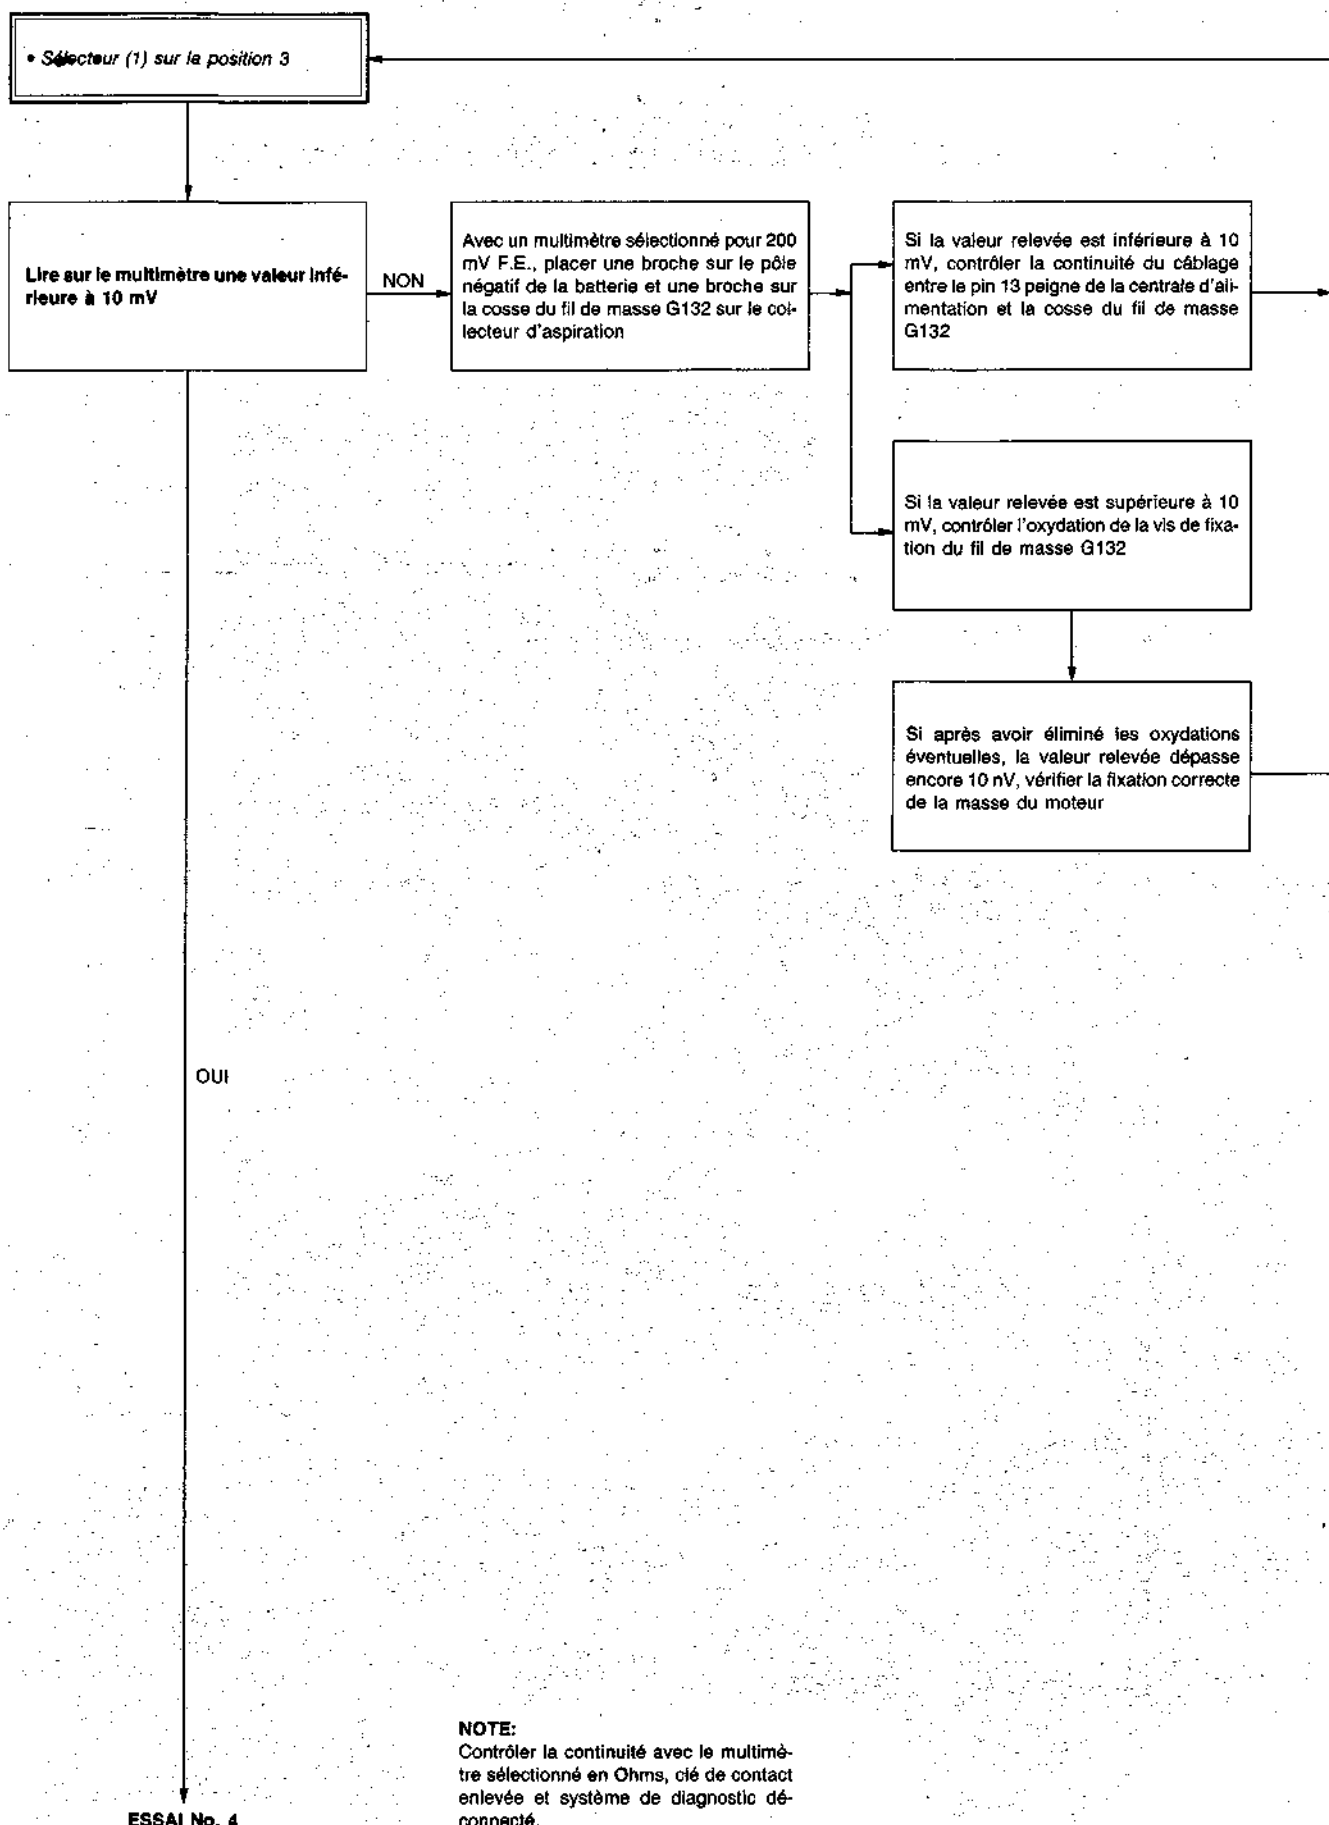 • Sélecteur (1) sur la position 3
Lire sur le multimètre une valeur infé-
rieure à 10 mV
NON
Avec un multimètre sélectionné pour 200
mV F.E., placer une broche sur le pôle
négatif de la batterie et une broche sur
la cosse du fil de masse G132 sur le col-
lecteur d'aspiration
Si la valeur relevée est inférieure à 10
mV, contrôler la continuité du câblage
entre le pin 13 peigne de la centrale d'ali-
mentation et la cosse du fil de masse
G132
Si la valeur relevée est supérieure à 10
mV, contrôler l'oxydation de la vis de fixa-
tion du fil de masse G132
Si après avoir éliminé les oxydations
éventuelles, la valeur relevée dépasse
encore 10 nV, vérifier la fixation correcte
de la masse du moteur
OUI
NOTE:
Contrôler la continuité avec le multimè-
tre sélectionné en Ohms, clé de contact
enlevée et système de diagnostic dé-
connecté.
ESSAI No. 4